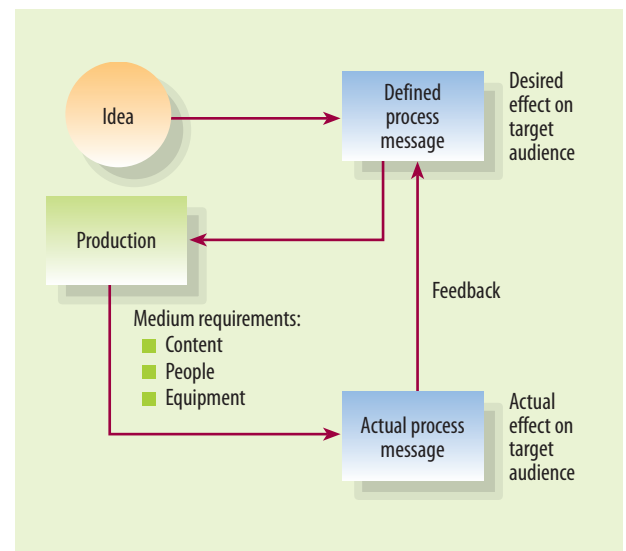 Idea
Defined
process
message
Desired
effect on
target
audience
Production
Feedback
Medium requirements:
Content
People
Equipment
Actual process
message
Actual
effect on
target
audience